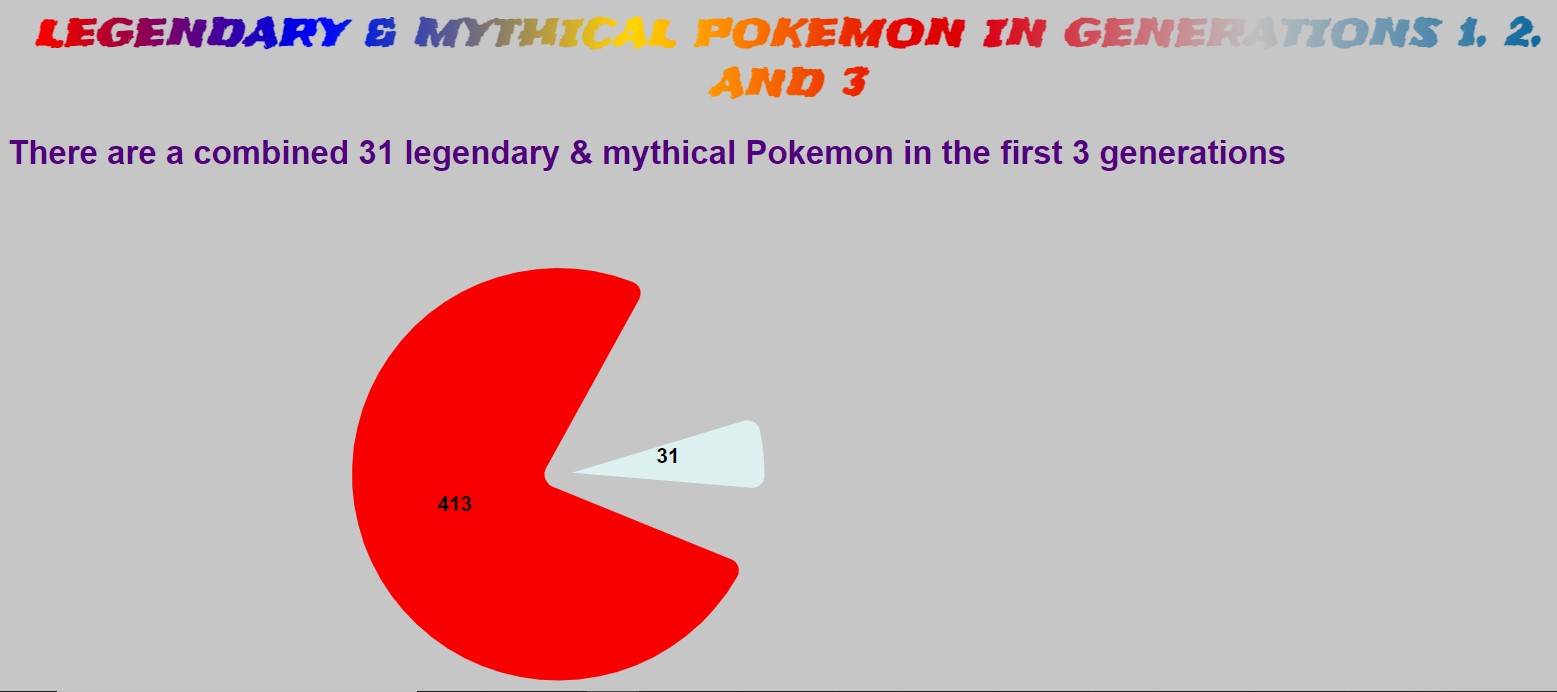 LEGENDARY & MYTHICAL POKEMON IN GENERATIONS 1, 2,
AND 3
There are a combined 31 legendary & mythical Pokemon in the first 3 generations
31
413